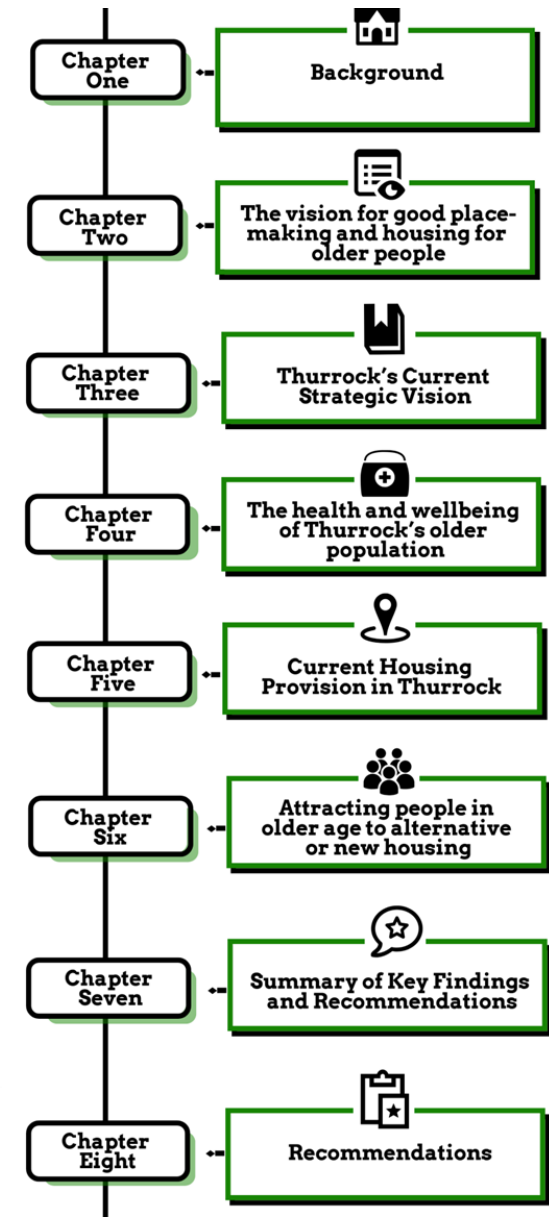 Chapter
One
Background
Chapter
Two
The vision for good place-
making and housing for
older people
Chapter
Three
Thurrock's Current
Strategic Vision
Chapter
Four
The health and wellbeing
of Thurrock's older
population
Chapter
Five
Current Housing
Provision in Thurrock
Chapter
Six
Attracting people in
older age to alternative
or new housing
Chapter
Seven
Summary of Key Findings
and Recommendations
Chapter
Eight
Recommendations